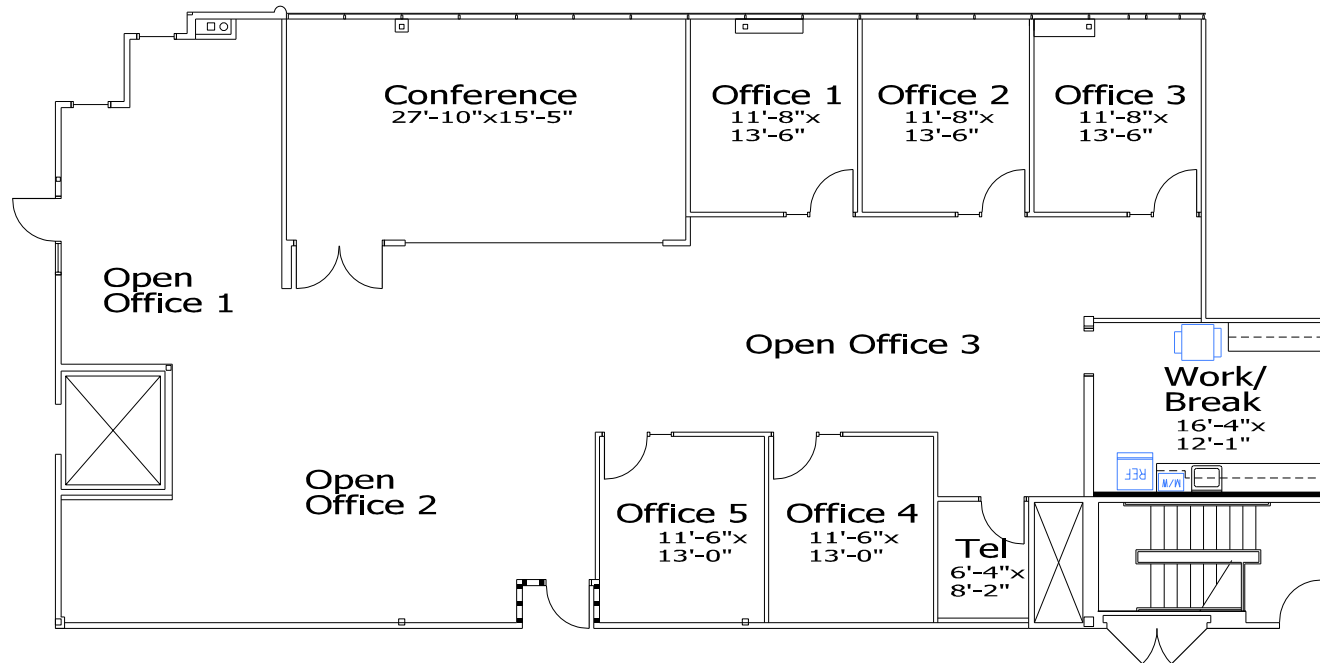 Conference
27'-10"x15'-5"
Office 1
11'-8"x
13'-6"
Office 2
11'-8"x
13'-6"
Office 3
11'-8"x
13'-6"
Open
Office 1
Open Office 3
Work/
Break
16'-4"x
12'-1"
REF
M/W
Open
Office 2
Office 5
11'-6"x
13'-0"
Office 4
11'-6"x
13'-0"
Tel
6'-4"x
8'-2"